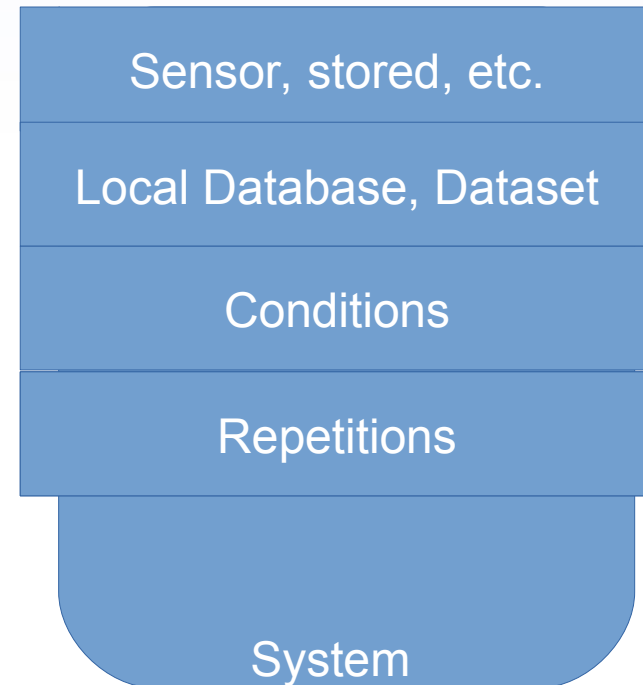 Sensor, stored, etc.
Local Database, Dataset
Conditions
Repetitions
System